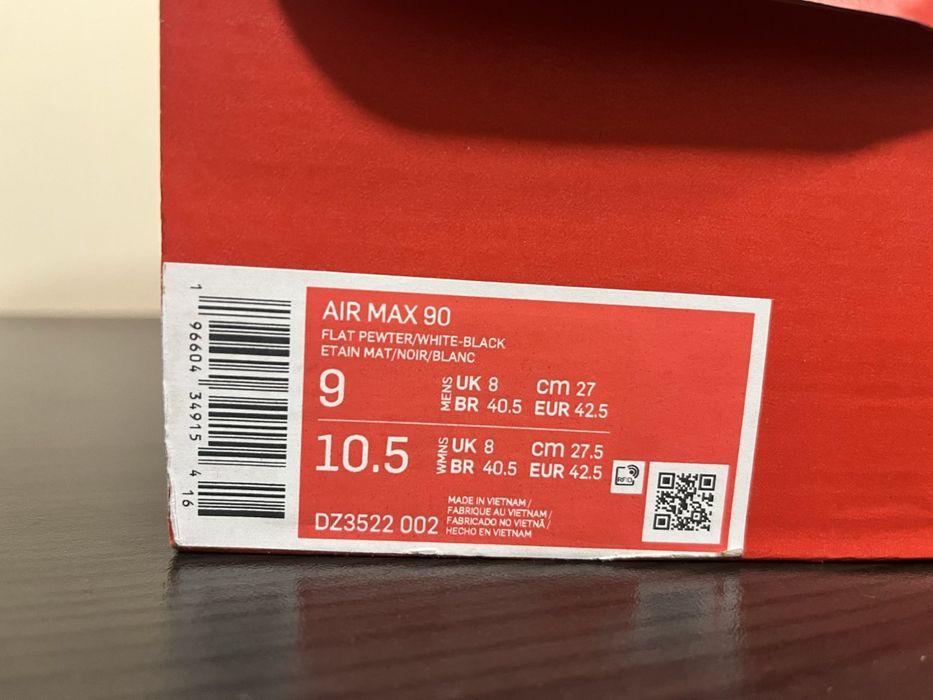 AIR MAX 90
FLAT PEWTER/WHITE-BLACK
ETAIN MAT/NOIR/BLANC
9 MENS UK 8 cm 27
BR 40.5 EUR 42.5
10.5 WMNS UK 8 cm 27.5
BR 40.5 EUR 42.5
RFID
DZ3522 002
MADE IN VIETNAM /
FABRIQUE AU VIETNAM /
FABRICADO NO VIETNÃ /
HECHO EN VIETNAM
1 96604 34915 4 16